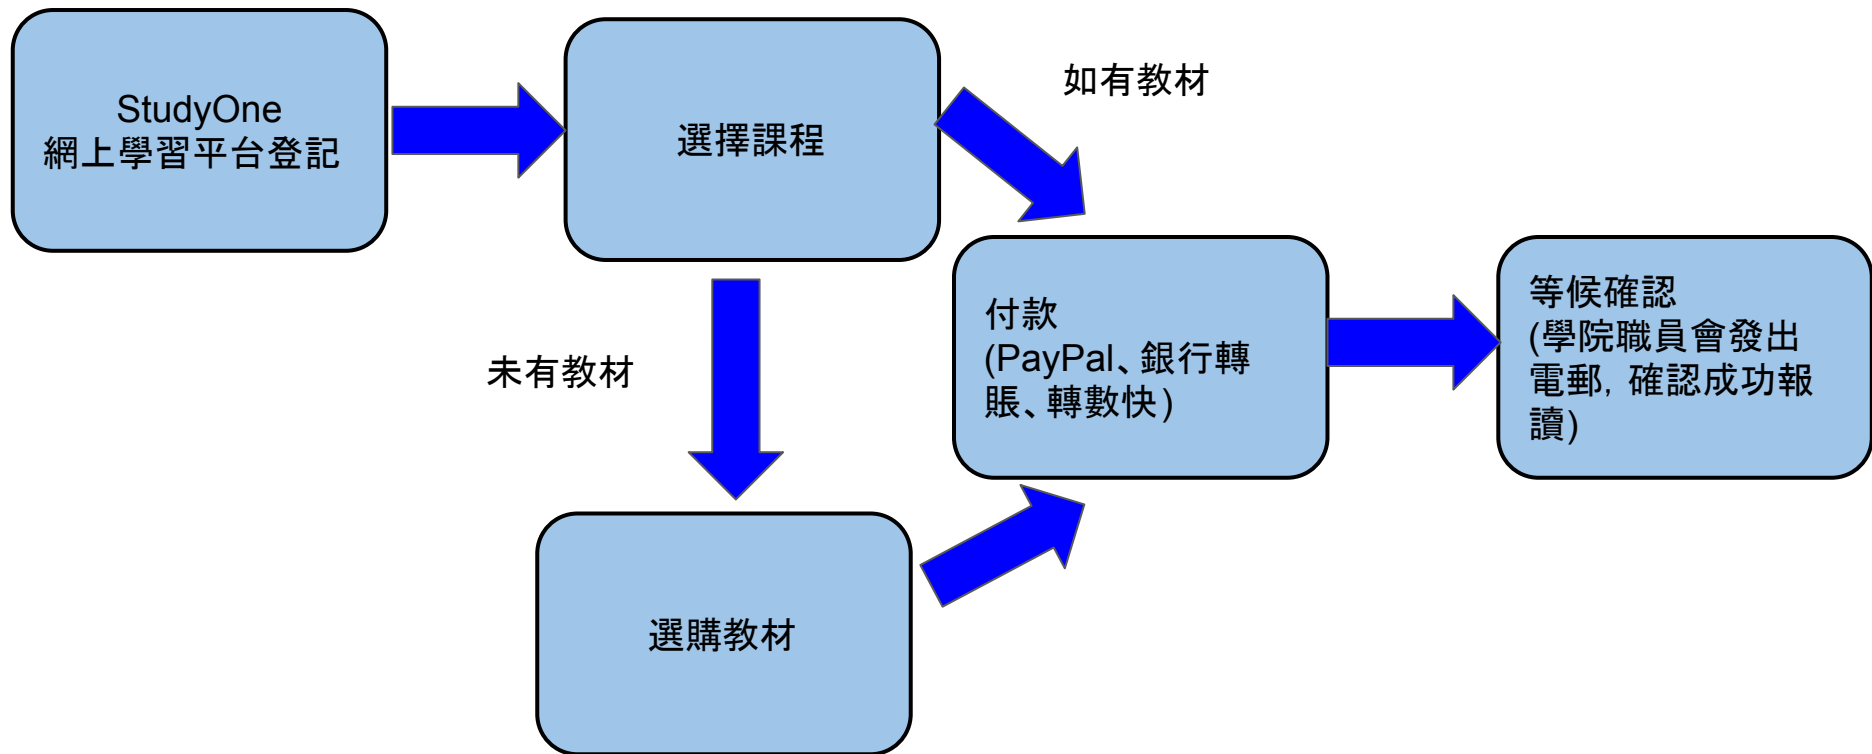 StudyOne
網上學習平台登記
選擇課程
如有教材
未有教材
選購教材
付款
(PayPal、銀行轉
賬、轉數快)
等候確認
(學院職員會發出
電郵, 確認成功報
讀)